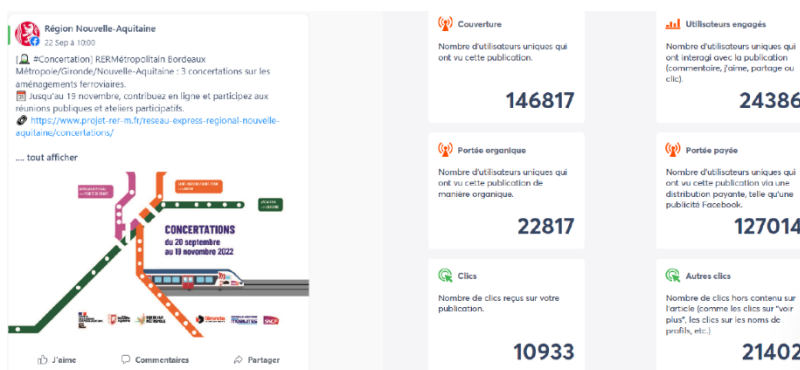 Région Nouvelle-Aquitaine
22 Sep à 10:00
[ #Concertation] RERMétropolitain Bordeaux
Métropole/Gironde/Nouvelle-Aquitaine : 3 concertations sur les
aménagements ferroviaires.
Jusqu'au 19 novembre, contribuez en ligne et participez aux
réunions publiques et ateliers participatifs.
https://www.projet-rer-m.fr/reseau-express-regional-nouvelle-
aquitaine/concertations/
.... tout afficher
CONCERTATIONS
du 20 septembre
au 19 novembre 2022
MOBILITÉS
SNCF
J'aime
Commentaires
Partager
Couverture
Nombre d'utilisateurs uniques qui
ont vu cette publication.
146817
Utilisateurs engagés
Nombre d'utilisateurs uniques qui
ont interagi avec la publication
(commentaire, j'aime, partage ou
clic).
24386
Portée organique
Nombre d'utilisateurs uniques qui
ont vu cette publication de
manière organique.
22817
Portée payée
Nombre d'utilisateurs uniques qui
ont vu cette publication via une
distribution payante, telle qu'une
publicité Facebook.
127014
Clics
Nombre de clics reçus sur votre
publication.
10933
Autres clics
Nombre de clics hors contenu sur
l'article (comme les clics sur "voir
plus", les clics sur les noms de
profils, etc.)
21402